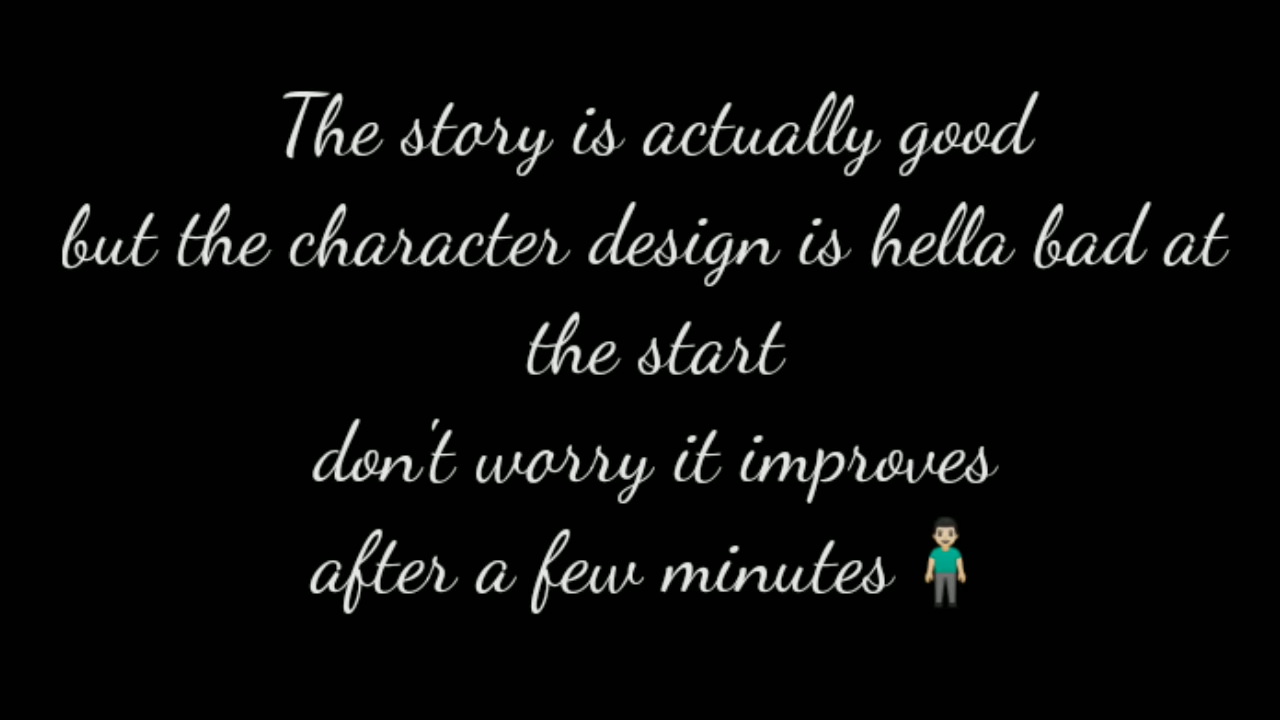 The story is actually good
but the character design is hella bad at
the start
don't worry it improves
after a few minutes 🧍🏻‍♂️